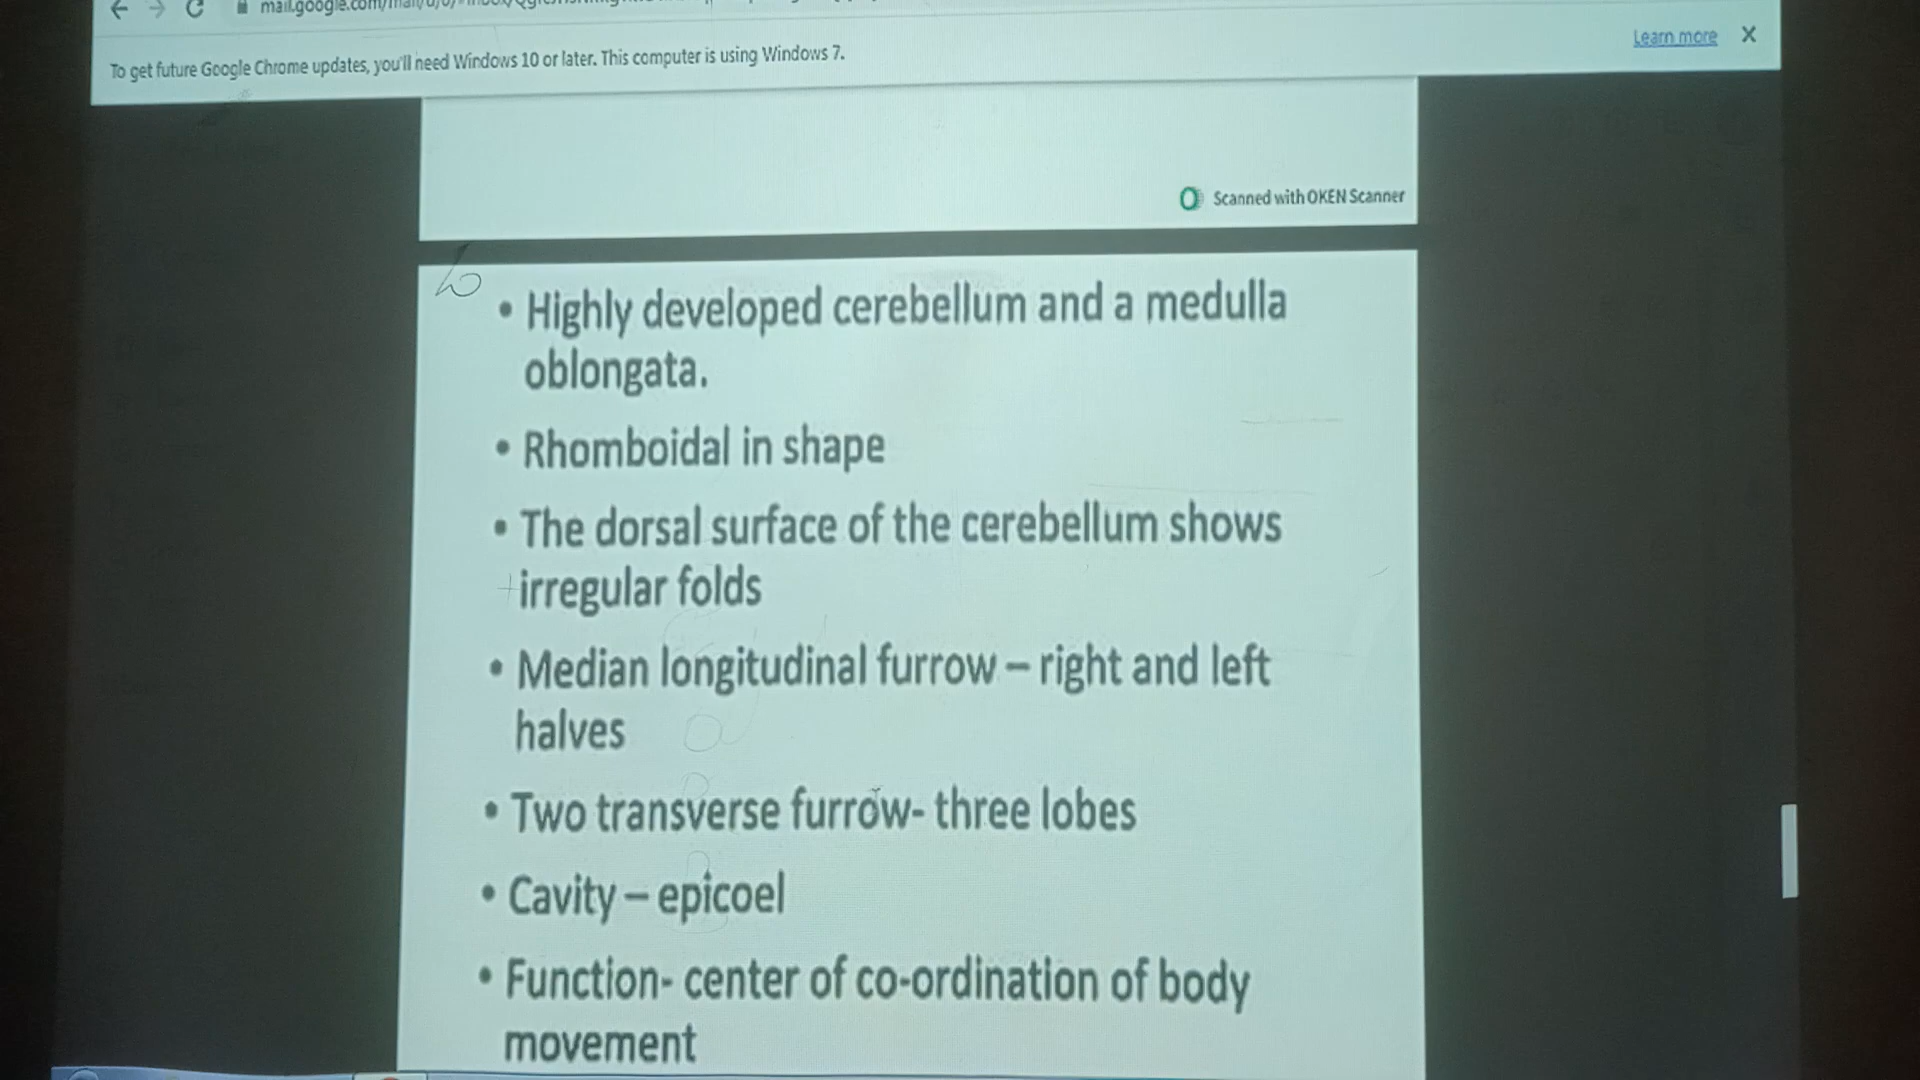 To get future Google Chrome updates, you'll need Windows 10 or later. This computer is using Windows 7.
Learn more X
Scanned with OKEN Scanner
• Highly developed cerebellum and a medulla
oblongata.
• Rhomboidal in shape
• The dorsal surface of the cerebellum shows
irregular folds
• Median longitudinal furrow – right and left
halves
• Two transverse furrow- three lobes
• Cavity – epicoel
• Function- center of co-ordination of body
movement